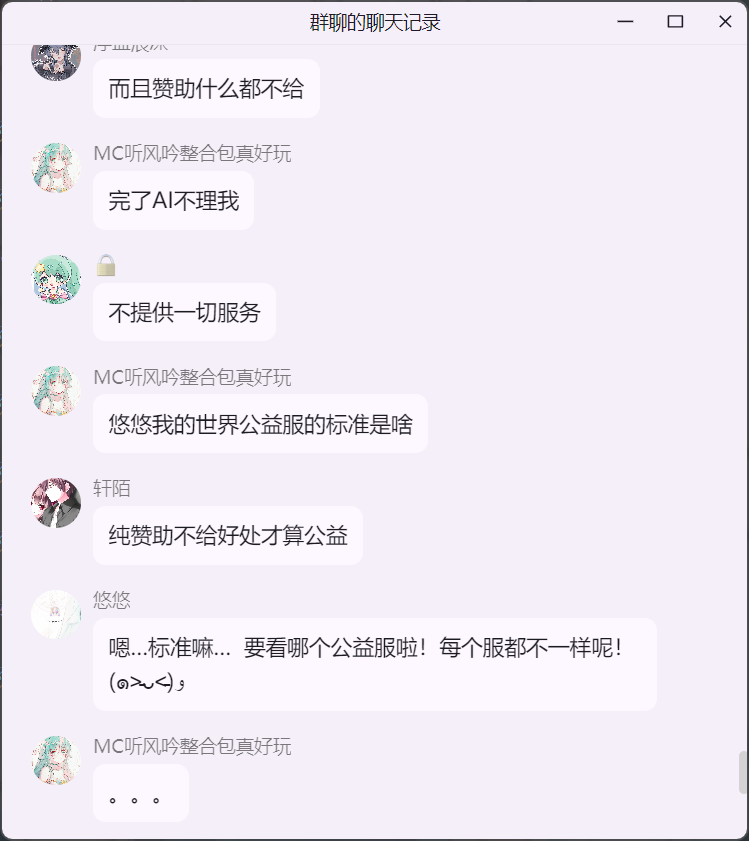 群聊的聊天记录
而且赞助什么都不给
MC听风吟整合包真好玩
完了AI不理我
不提供一切服务
MC听风吟整合包真好玩
悠悠我的世界公益服的标准是啥
轩陌
纯赞助不给好处才算公益
悠悠
嗯...标准嘛... 要看哪个公益服啦！每个服都不一样呢！
(๑˃̵ᴗ˂̵)و
MC听风吟整合包真好玩
。。。